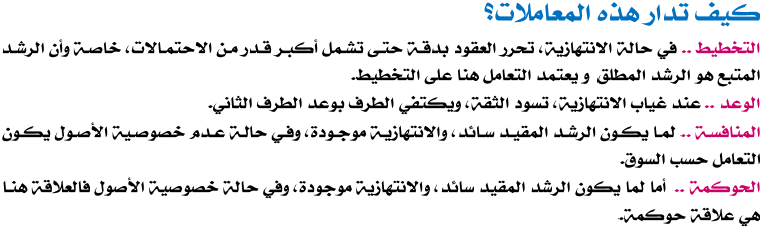 كيف تدار هذه المعاملات؟
التخطيط -- في حالة الانتهازية، تحرر العقود بدقة حتى تشمل أكبر قدر من الاحتمالات، خاصة وأن الرشد
المتبع هو الرشد المطلق و يعتمد التعامل هنا على التخطيط.
الوعد -- عند غياب الانتهازية، تسود الثقة، ويكتفي الطرف بوعد الطرف الثاني.
المنافسة -- لما يكون الرشد المقيد سائد، والانتهازية موجودة، وفي حالة عدم خصوصية الأصول يكون
التعامل حسب السوق.
الحوكمة -- أما لما يكون الرشد المقيد سائد، والانتهازية موجودة، وفي حالة خصوصية الأصول فالعلاقة هنا
هي علاقة حوكمة.